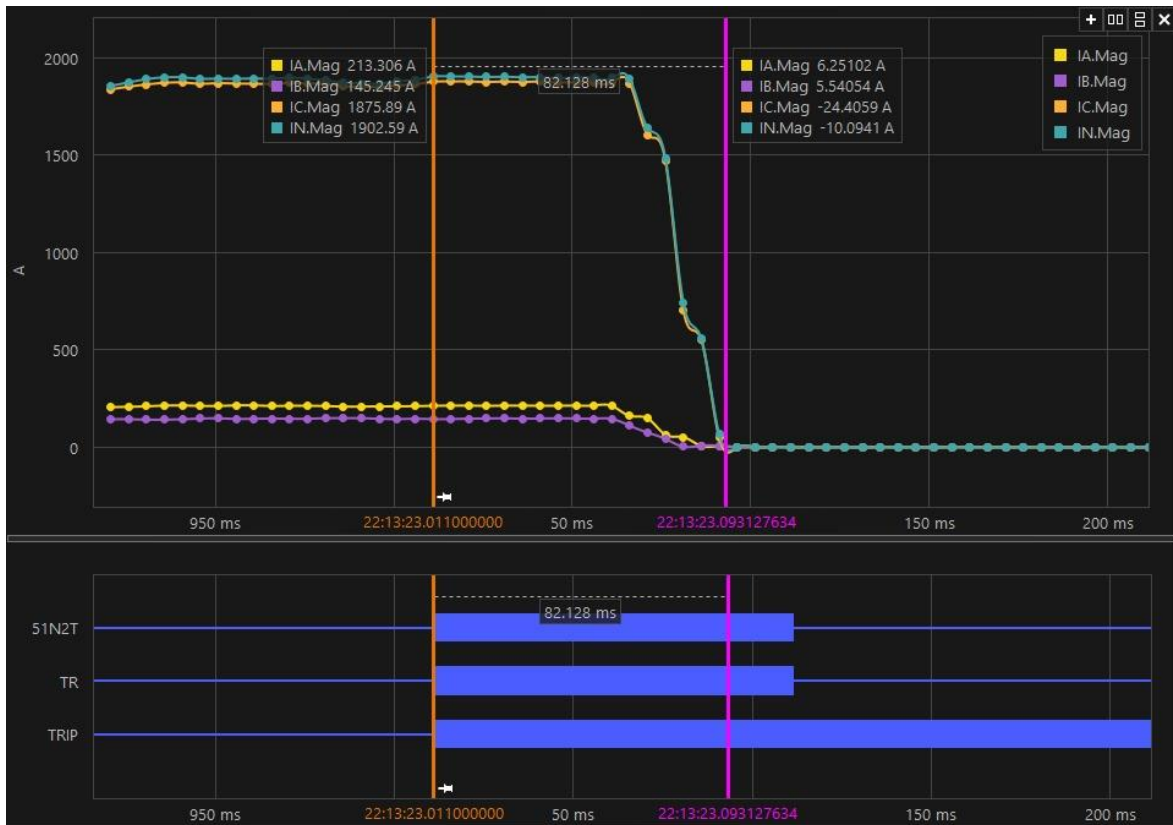 2000
1500
1000
500
0
A
IA.Mag 213.306 A
IB.Mag 145.245 A
IC.Mag 1875.89 A
IN.Mag 1902.59 A
82.128 ms
IA.Mag 6.25102 A
IB.Mag 5.54054 A
IC.Mag -24.4059 A
IN.Mag -10.0941 A
IA.Mag
IB.Mag
IC.Mag
IN.Mag
950 ms 22:13:23.011000000 50 ms 22:13:23.093127634 150 ms 200 ms
82.128 ms
51N2T
TR
TRIP
950 ms 22:13:23.011000000 50 ms 22:13:23.093127634 150 ms 200 ms